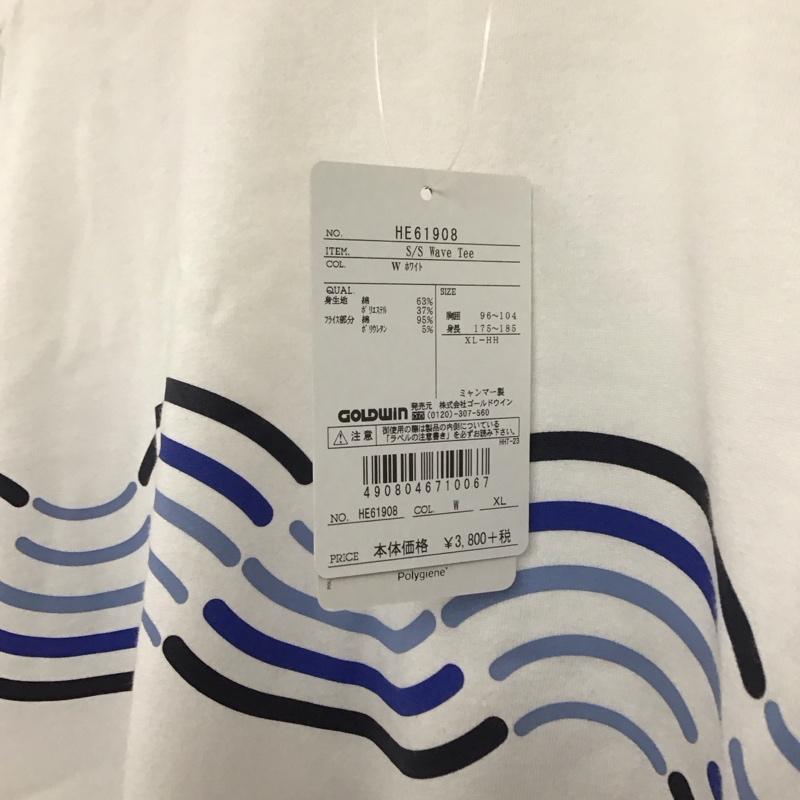 NO. HE61908
ITEM. S/S Wave Tee
COL. W ホワイト
QUAL.
身生地 綿 63%
ポリエステル 37%
フライス部分 綿 95%
ポリウレタン 5%
SIZE
胸囲 96～104
身長 175～185
XL-HH
ミャンマー製
GOLDWIN 発売元 株式会社ゴールドウイン
(0120)-307-560
注意 御使用の際は製品の内側についている
「ラベルの注意書き」を必ずお読み下さい。
HHT-23
4908046710067
NO. HE61908 COL. W XL
PRICE 本体価格 ¥3,800+税
Polygiene